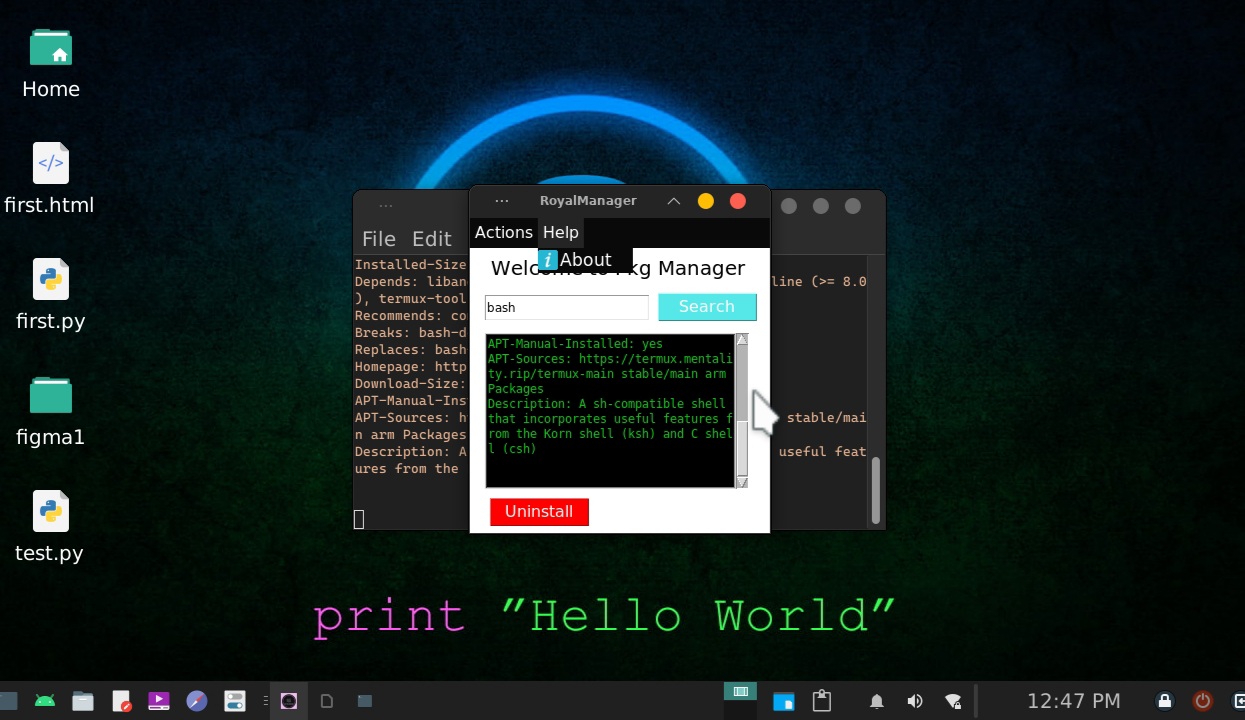 Home
</>
first.html
first.py
figma1
test.py
File Edit
Installed-Size
Depends: liban
line (>= 8.0
), termux-tool
Recommends: co
Breaks: bash-d
Replaces: bash
Homepage: http
Download-Size:
APT-Manual-Ins
APT-Sources: h
stable/mai
n arm Packages
Description: A
useful feat
ures from the
... RoyalManager
Actions Help
i About
Welcome to Pkg Manager
bash Search
APT-Manual-Installed: yes
APT-Sources: https://termux.mentali
ty.rip/termux-main stable/main arm
Packages
Description: A sh-compatible shell
that incorporates useful features f
rom the Korn shell (ksh) and C shel
l (csh)
Uninstall
print "Hello World"
12:47 PM